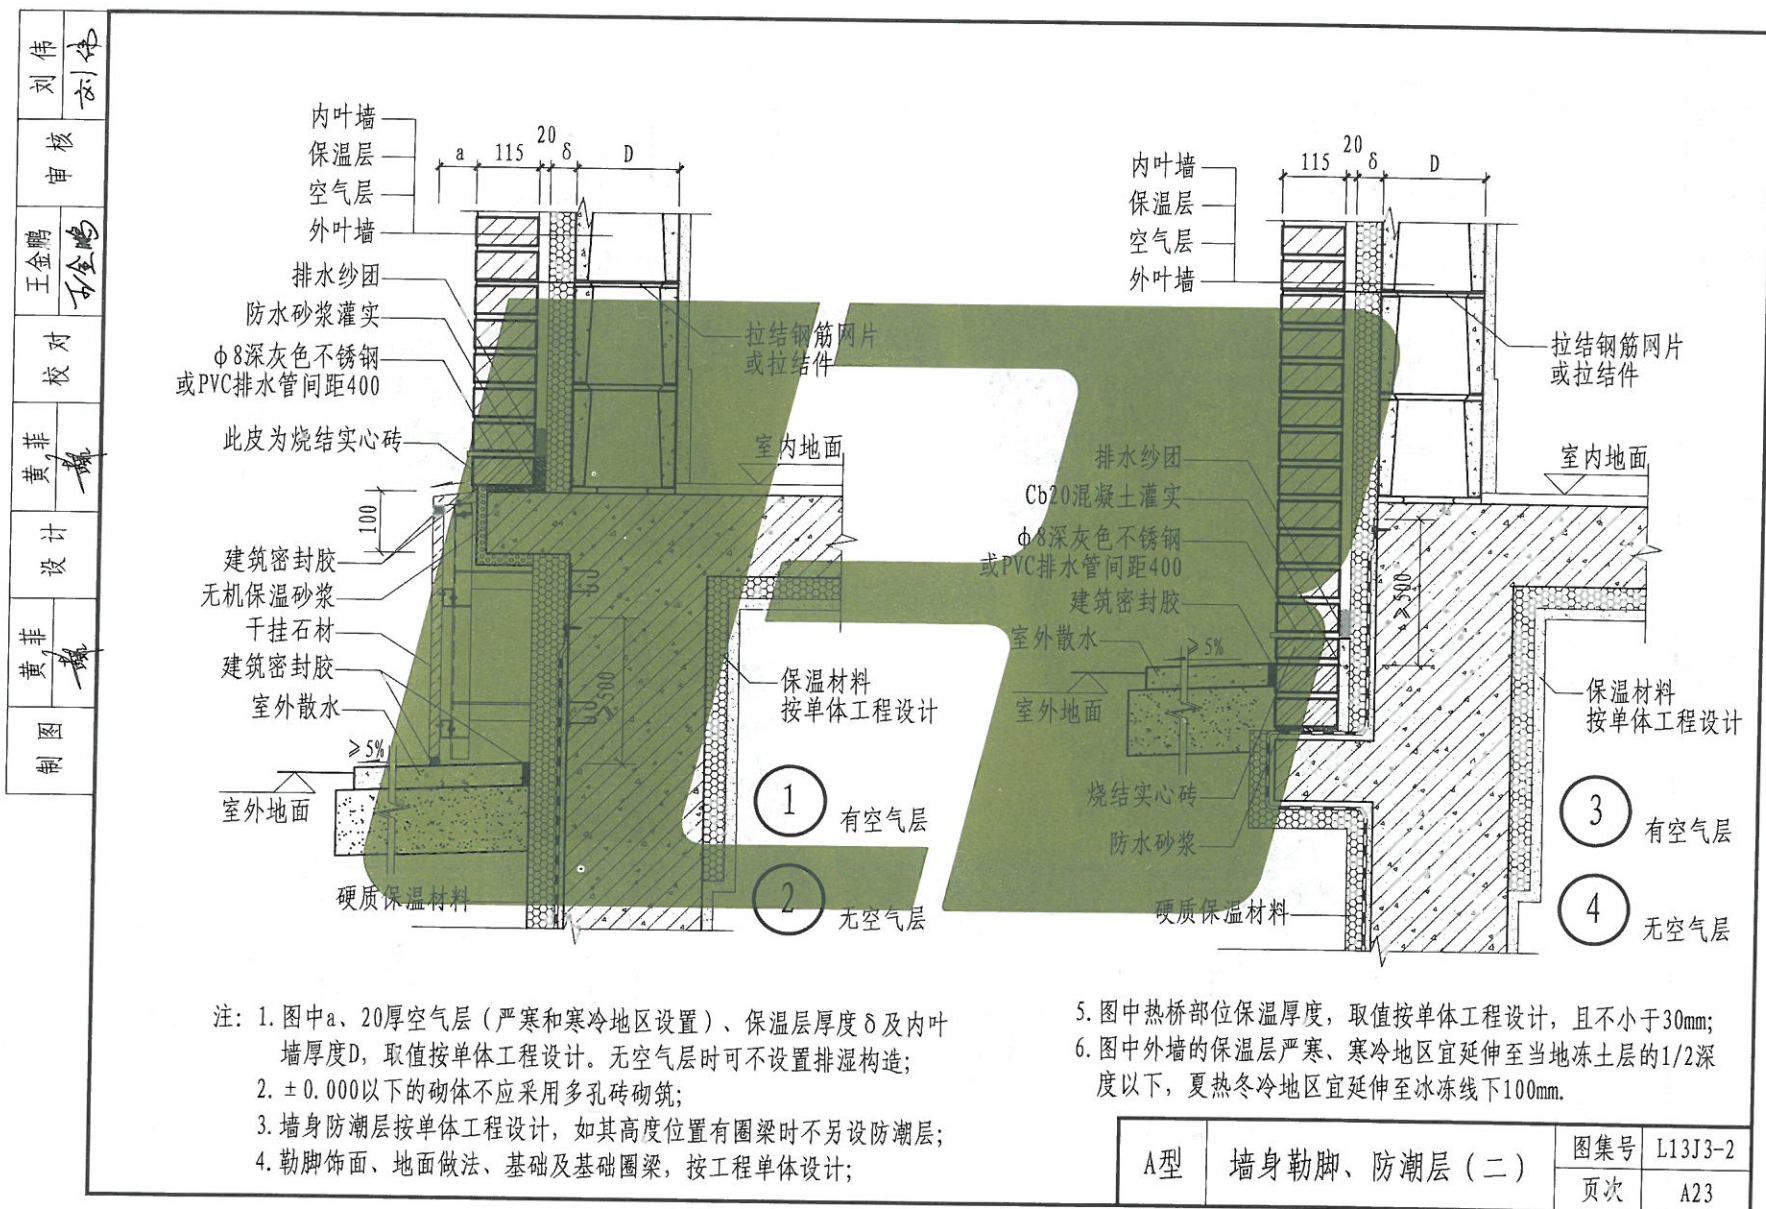 刘伟
审核
王金鹏
校对
黄菲
设计
黄菲
制图
内叶墙
保温层
空气层
外叶墙
a 115 20 δ D
排水纱团
防水砂浆灌实
φ8深灰色不锈钢
或PVC排水管间距400
此皮为烧结实心砖
100
建筑密封胶
无机保温砂浆
干挂石材
建筑密封胶
室外散水
≥5%
室外地面
硬质保温材料
拉结钢筋网片
或拉结件
室内地面
≥500
保温材料
按单体工程设计
1 有空气层
2 无空气层
内叶墙
保温层
空气层
外叶墙
115 20 δ D
拉结钢筋网片
或拉结件
室内地面
排水纱团
Cb20混凝土灌实
φ8深灰色不锈钢
或PVC排水管间距400
建筑密封胶
室外散水
≥5%
室外地面
≥500
烧结实心砖
防水砂浆
硬质保温材料
保温材料
按单体工程设计
3 有空气层
4 无空气层
注：1.图中a、20厚空气层（严寒和寒冷地区设置）、保温层厚度δ及内叶
墙厚度D，取值按单体工程设计。无空气层时可不设置排湿构造；
2.±0.000以下的砌体不应采用多孔砖砌筑；
3.墙身防潮层按单体工程设计，如其高度位置有圈梁时不另设防潮层；
4.勒脚饰面、地面做法、基础及基础圈梁，按工程单体设计；
5.图中热桥部位保温厚度，取值按单体工程设计，且不小于30mm；
6.图中外墙的保温层严寒、寒冷地区宜延伸至当地冻土层的1/2深
度以下，夏热冬冷地区宜延伸至冰冻线下100mm.
A型 墙身勒脚、防潮层（二） 图集号 L13J3-2
页次 A23